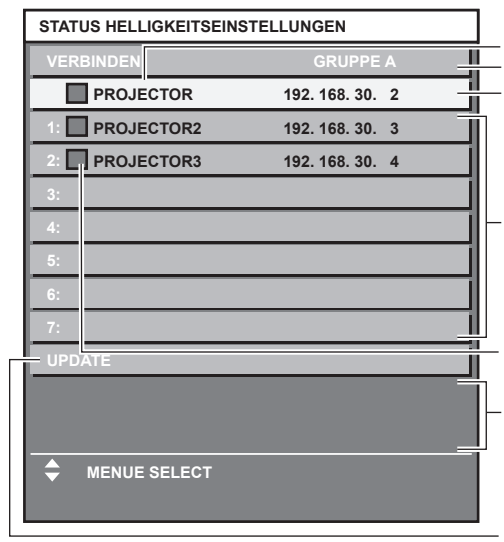 STATUS HELLIGKEITSEINSTELLUNGEN
VERBINDEN GRUPPE A
PROJECTOR 192. 168. 30. 2
1: PROJECTOR2 192. 168. 30. 3
2: PROJECTOR3 192. 168. 30. 4
3:
4:
5:
6:
7:
UPDATE
MENUE SELECT